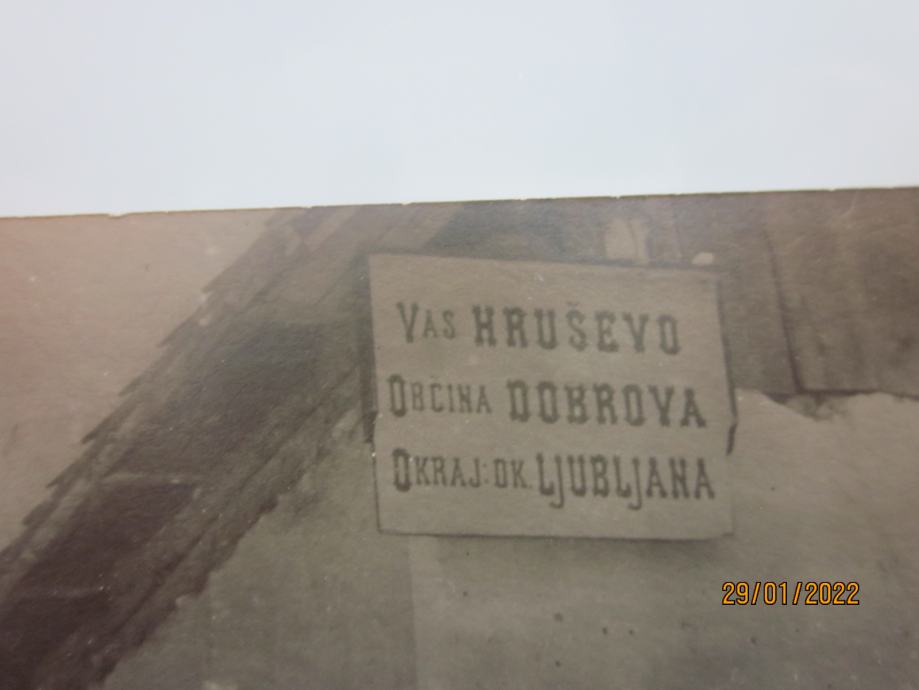 VAS HRUŠEVO
OBČINA DOBROVA
OKRAJ: OK. LJUBLJANA
29/01/2022